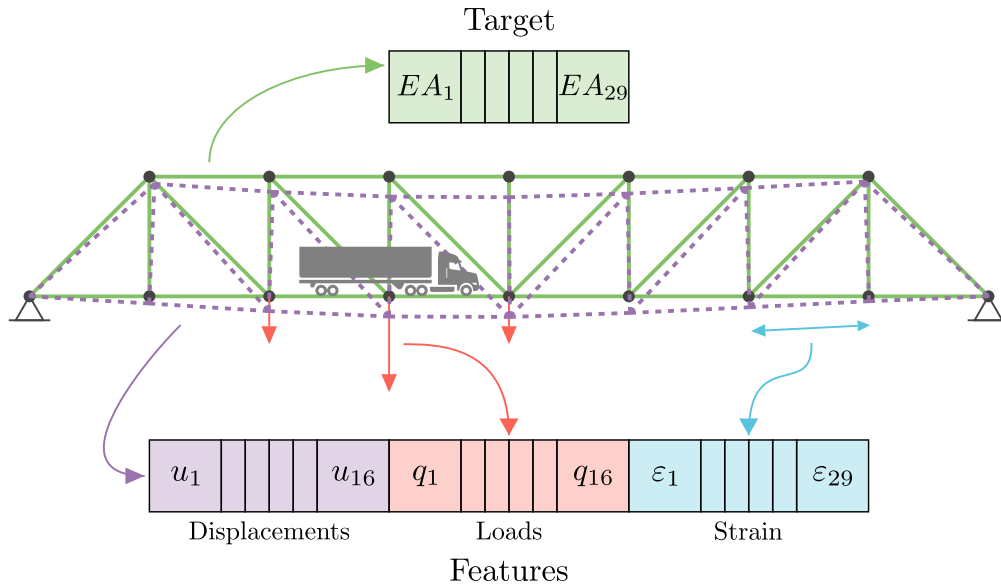 Target
EA₁ EA₂₉
u₁ u₁₆ q₁ q₁₆ ε₁ ε₂₉
Displacements Loads Strain
Features